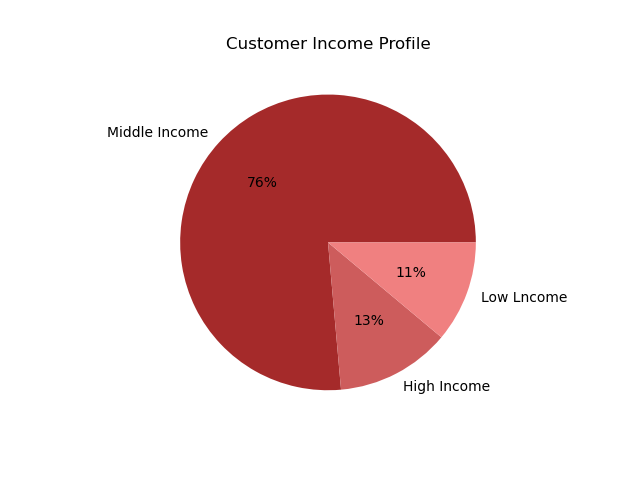 Customer Income Profile
Middle Income
76%
11%
Low Lncome
13%
High Income